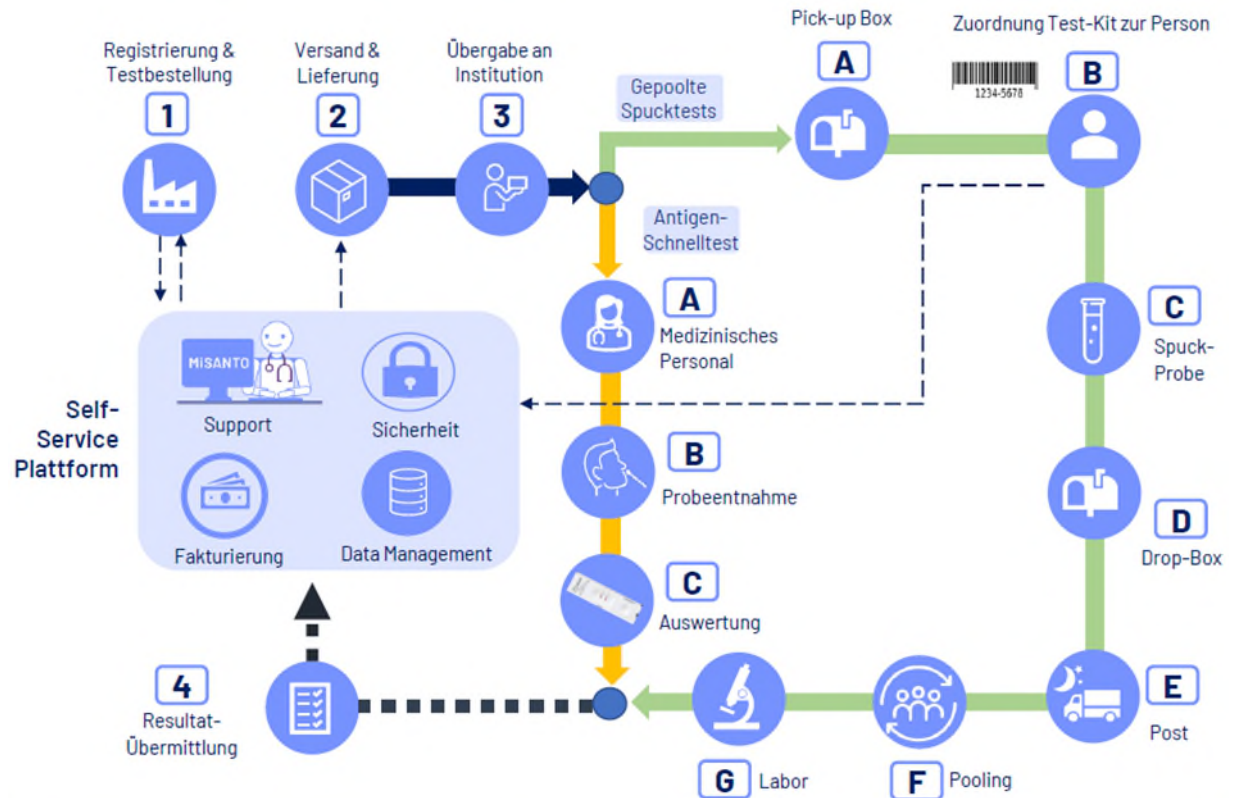 Registrierung &
Testbestellung
1
Versand &
Lieferung
2
Übergabe an
Institution
3
Gepoolte
Spucktests
Pick-up Box
A
Zuordnung Test-Kit zur Person
1234-5678
B
Antigen-
Schnelltest
A
Medizinisches
Personal
B
Probeentnahme
C
Auswertung
C
Spuck-
Probe
D
Drop-Box
E
Post
F
Pooling
G
Labor
Self-
Service
Plattform
MiSANTO
Support
Sicherheit
Fakturierung
Data Management
4
Resultat-
Übermittlung